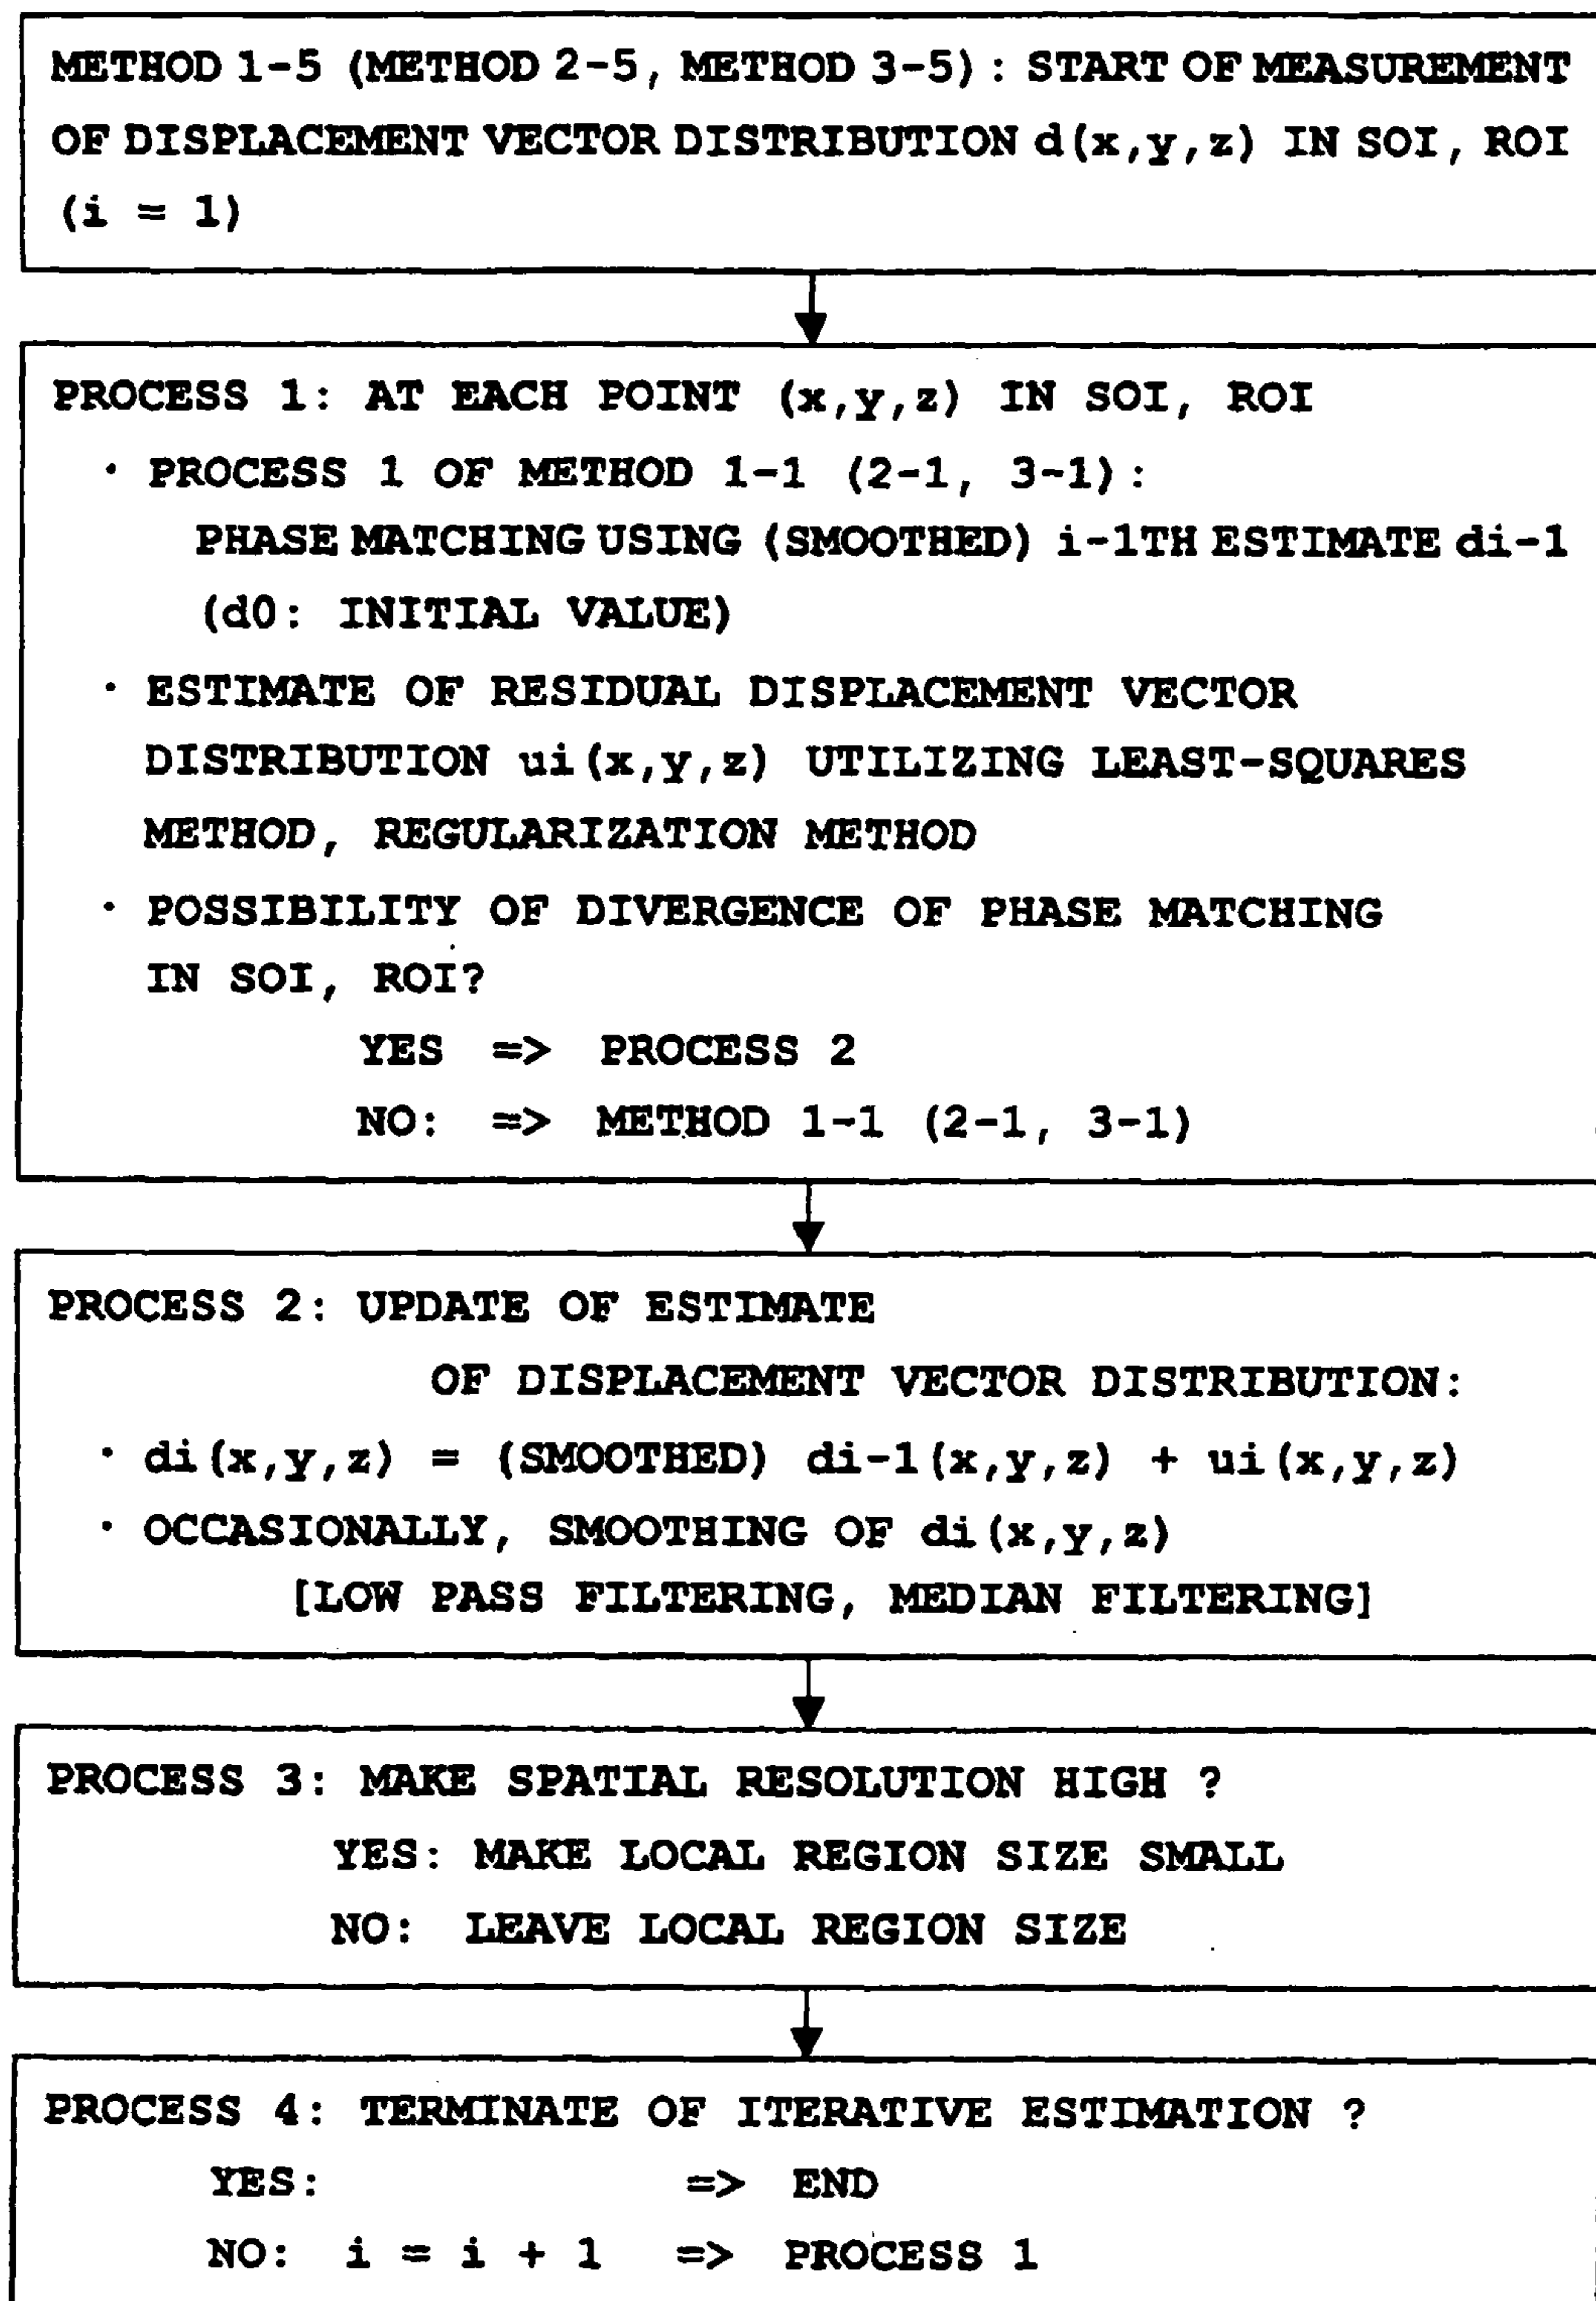 METHOD 1-5 (METHOD 2-5, METHOD 3-5) : START OF MEASUREMENT
OF DISPLACEMENT VECTOR DISTRIBUTION d(x,y,z) IN SOI, ROI
(i = 1)
PROCESS 1: AT EACH POINT (x,y,z) IN SOI, ROI
· PROCESS 1 OF METHOD 1-1 (2-1, 3-1) :
PHASE MATCHING USING (SMOOTHED) i-1TH ESTIMATE di-1
(d0: INITIAL VALUE)
· ESTIMATE OF RESIDUAL DISPLACEMENT VECTOR
DISTRIBUTION ui(x,y,z) UTILIZING LEAST-SQUARES
METHOD, REGULARIZATION METHOD
· POSSIBILITY OF DIVERGENCE OF PHASE MATCHING
IN SOI, ROI?
YES => PROCESS 2
NO: => METHOD 1-1 (2-1, 3-1)
PROCESS 2: UPDATE OF ESTIMATE
OF DISPLACEMENT VECTOR DISTRIBUTION:
· di(x,y,z) = (SMOOTHED) di-1(x,y,z) + ui(x,y,z)
· OCCASIONALLY, SMOOTHING OF di(x,y,z)
[LOW PASS FILTERING, MEDIAN FILTERING]
PROCESS 3: MAKE SPATIAL RESOLUTION HIGH ?
YES: MAKE LOCAL REGION SIZE SMALL
NO: LEAVE LOCAL REGION SIZE
PROCESS 4: TERMINATE OF ITERATIVE ESTIMATION ?
YES: => END
NO: i = i + 1 => PROCESS 1